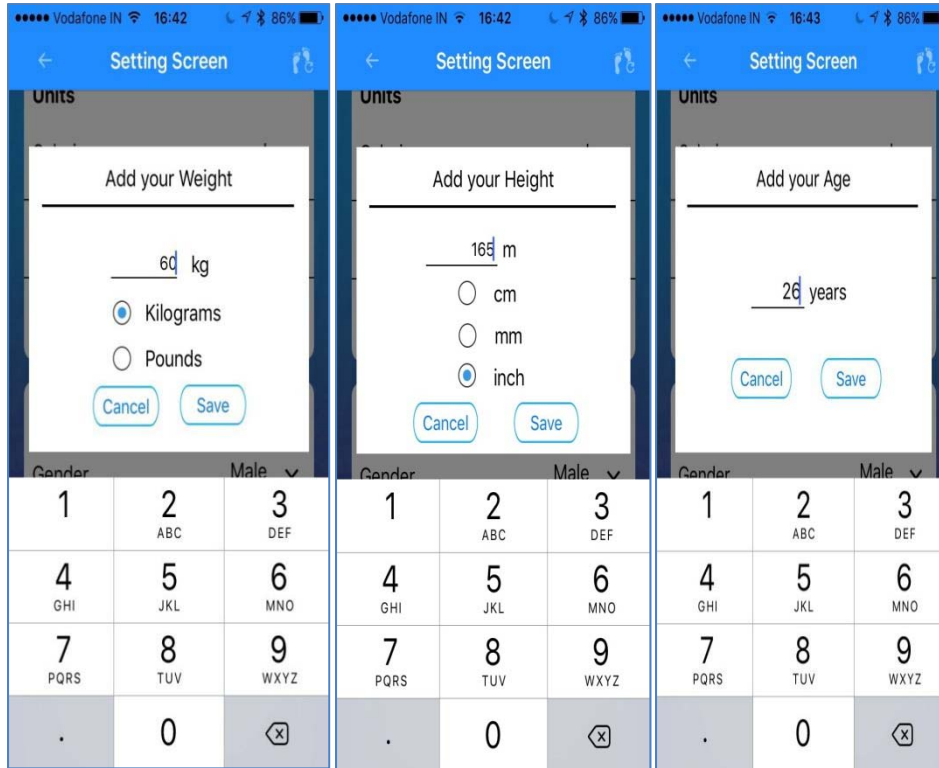 Vodafone IN 16:42 86%
Setting Screen
Units
Add your Weight
60 kg
Kilograms
Pounds
Cancel Save
Gender Male
1 2 3
ABC DEF
4 5 6
GHI JKL MNO
7 8 9
PQRS TUV WXYZ
. 0
Vodafone IN 16:42 86%
Setting Screen
Units
Add your Height
165 m
cm
mm
inch
Cancel Save
Gender Male
1 2 3
ABC DEF
4 5 6
GHI JKL MNO
7 8 9
PQRS TUV WXYZ
. 0
Vodafone IN 16:43 86%
Setting Screen
Units
Add your Age
26 years
Cancel Save
Gender Male
1 2 3
ABC DEF
4 5 6
GHI JKL MNO
7 8 9
PQRS TUV WXYZ
. 0